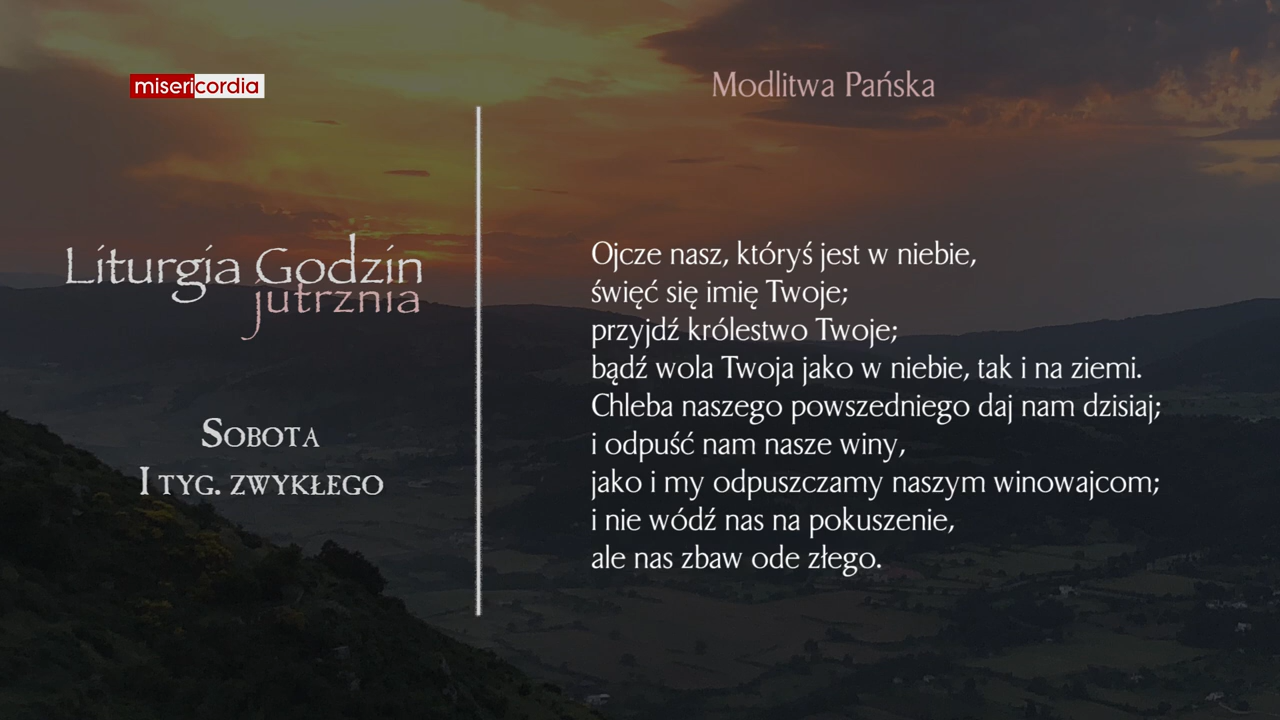 misericordia
Liturgia Godzin
jutrznia
Sobota
I tyg. zwykłego
Modlitwa Pańska
Ojcze nasz, któryś jest w niebie,
święć się imię Twoje;
przyjdź królestwo Twoje;
bądź wola Twoja jako w niebie, tak i na ziemi.
Chleba naszego powszedniego daj nam dzisiaj;
i odpuść nam nasze winy,
jako i my odpuszczamy naszym winowajcom;
i nie wódź nas na pokuszenie,
ale nas zbaw ode złego.